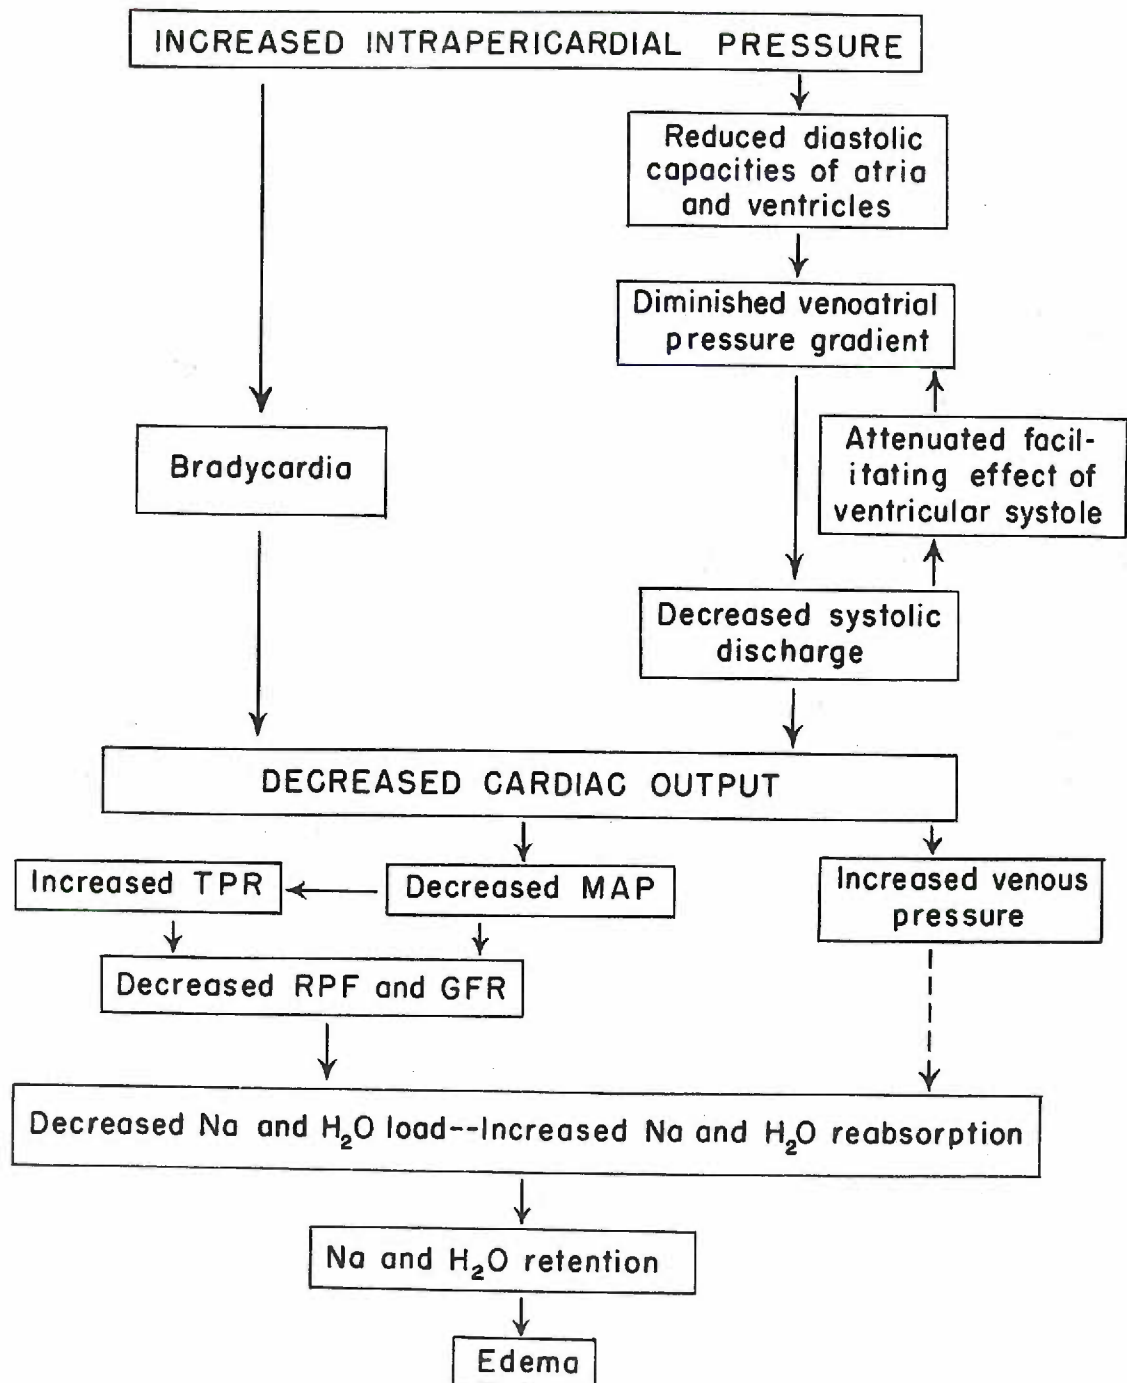 INCREASED INTRAPERICARDIAL PRESSURE
Reduced diastolic
capacities of atria
and ventricles
Diminished venoatrial
pressure gradient
Bradycardia
Attenuated facil-
itating effect of
ventricular systole
Decreased systolic
discharge
DECREASED CARDIAC OUTPUT
Increased TPR
Decreased MAP
Increased venous
pressure
Decreased RPF and GFR
Decreased Na and H₂O load--Increased Na and H₂O reabsorption
Na and H₂O retention
Edema